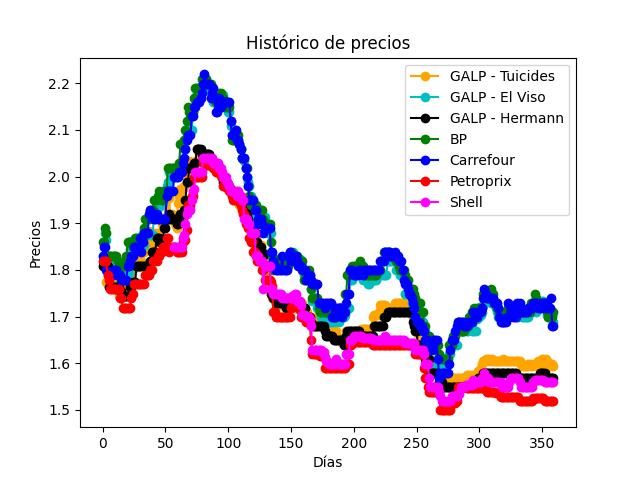 Histórico de precios
GALP - Tuicides
GALP - El Viso
GALP - Hermann
BP
Carrefour
Petroprix
Shell
Precios
2.2
2.1
2.0
1.9
1.8
1.7
1.6
1.5
0 50 100 150 200 250 300 350
Días